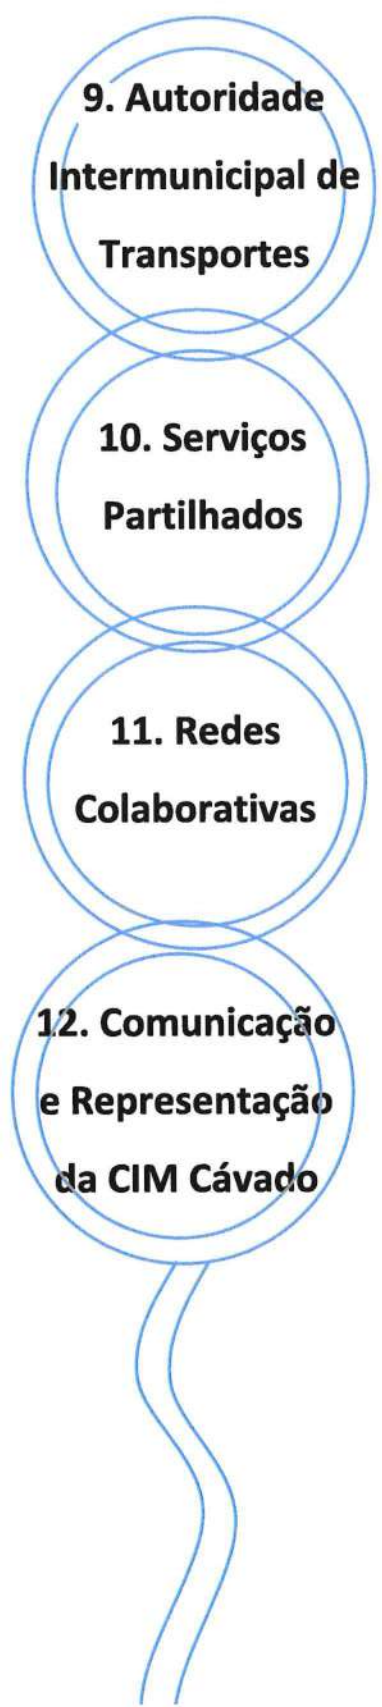 9. Autoridade
Intermunicipal de
Transportes
10. Serviços
Partilhados
11. Redes
Colaborativas
12. Comunicação
e Representação
da CIM Cávado